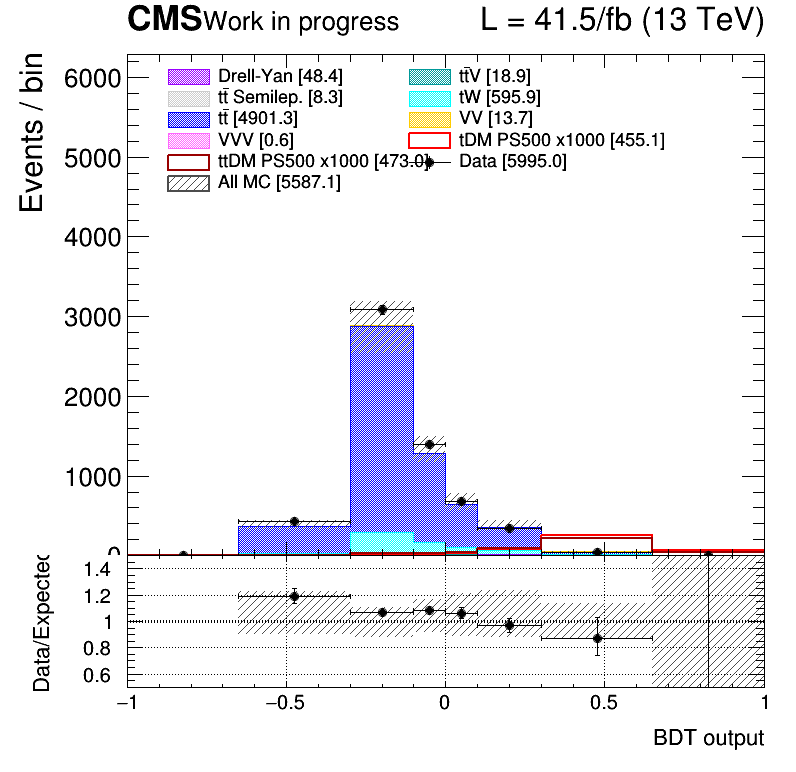 CMS Work in progress L = 41.5/fb (13 TeV)
Events / bin
6000
5000
4000
3000
2000
1000
0
Drell-Yan [48.4] tt̄V [18.9]
tt̄ Semilep. [8.3] tW [595.9]
tt̄ [4901.3] VV [13.7]
VVV [0.6] tDM PS500 x1000 [455.1]
ttDM PS500 x1000 [473.0] Data [5995.0]
All MC [5587.1]
Data/Expected
1.4
1.2
1
0.8
0.6
−1 −0.5 0 0.5 1
BDT output